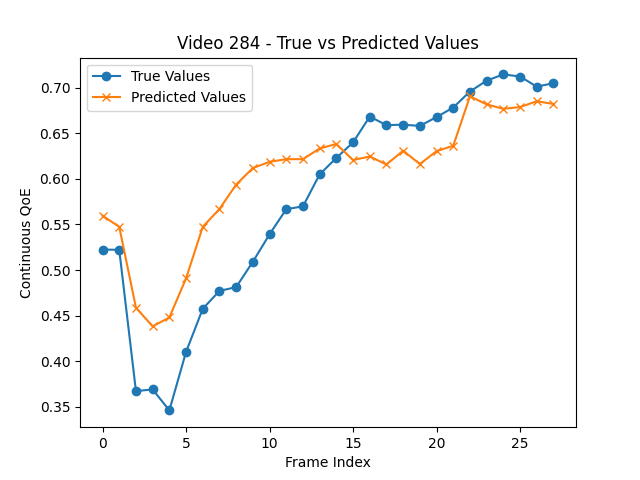 Video 284 - True vs Predicted Values
True Values
Predicted Values
Continuous QoE
0.70
0.65
0.60
0.55
0.50
0.45
0.40
0.35
0 5 10 15 20 25
Frame Index